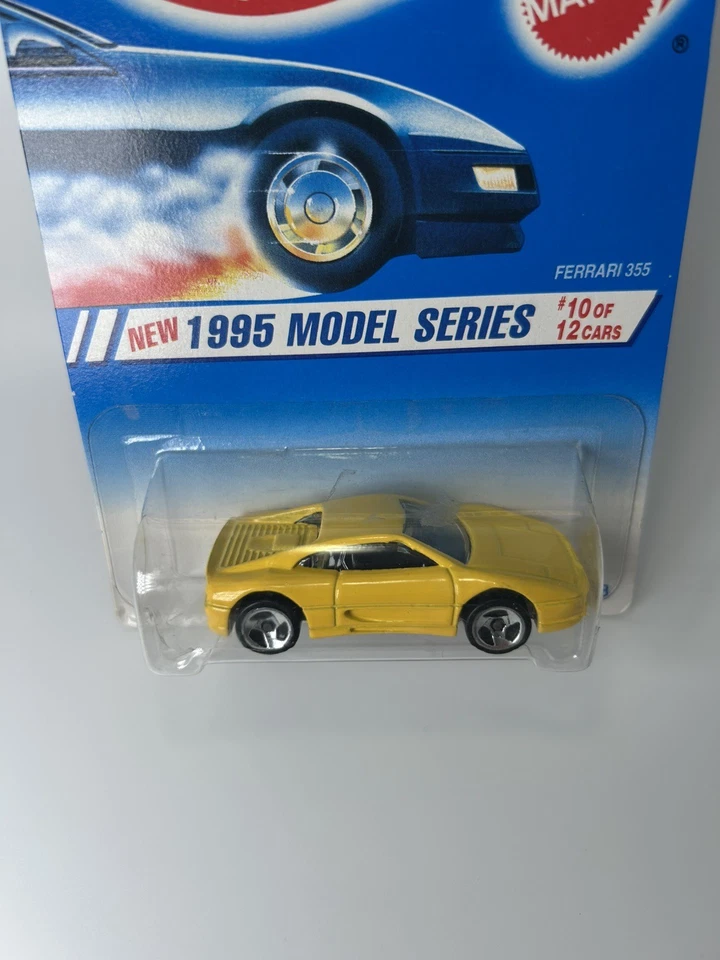 ®
FERRARI 355
NEW 1995 MODEL SERIES
#10 OF
12 CARS